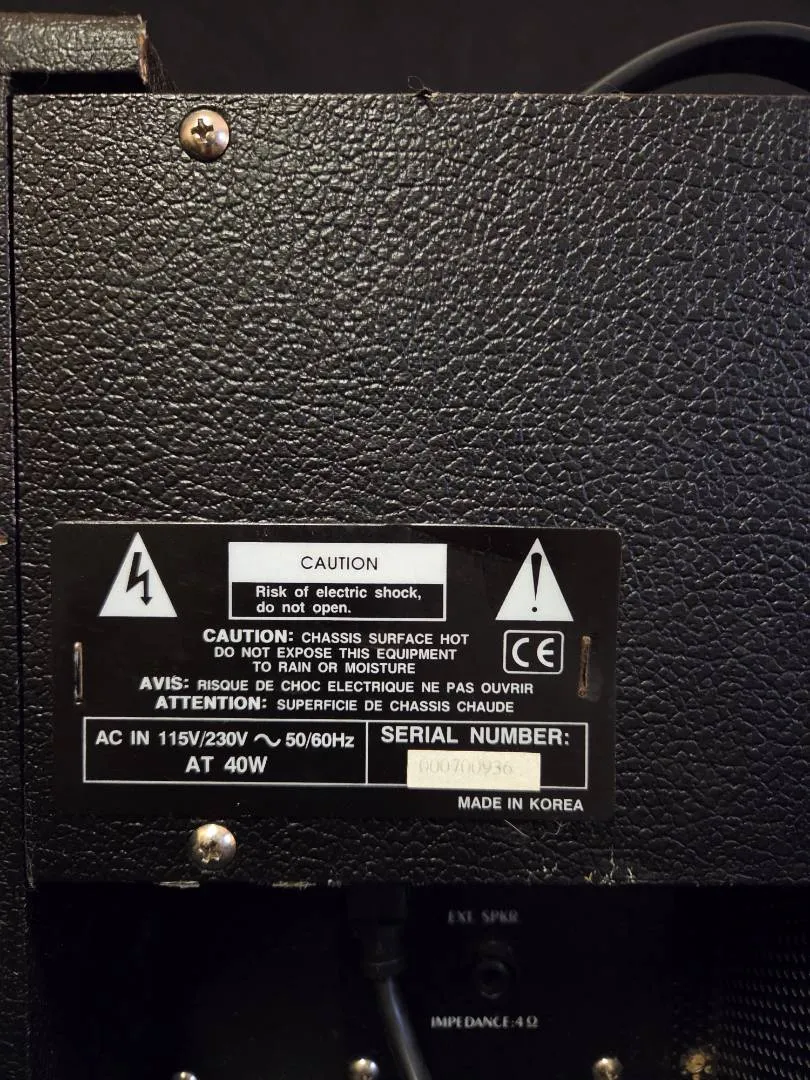 CAUTION
Risk of electric shock,
do not open.
CAUTION: CHASSIS SURFACE HOT
DO NOT EXPOSE THIS EQUIPMENT
TO RAIN OR MOISTURE
CE
AVIS: RISQUE DE CHOC ELECTRIQUE NE PAS OUVRIR
ATTENTION: SUPERFICIE DE CHASSIS CHAUDE
AC IN 115V/230V ~ 50/60Hz
AT 40W
SERIAL NUMBER:
000700936
MADE IN KOREA
EXT. SPKR
IMPEDANCE:4Ω